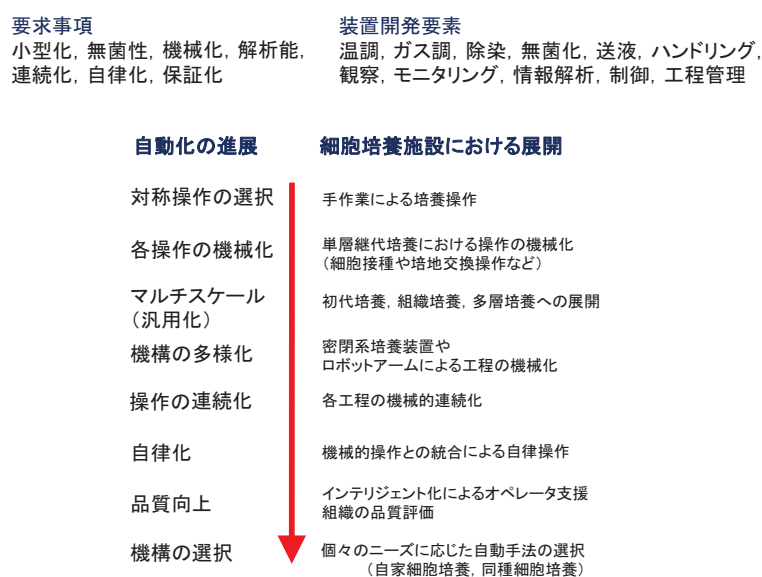 要求事項
小型化, 無菌性, 機械化, 解析能,
連続化, 自律化, 保証化
装置開発要素
温調, ガス調, 除染, 無菌化, 送液, ハンドリング,
観察, モニタリング, 情報解析, 制御, 工程管理
自動化の進展
細胞培養施設における展開
対称操作の選択
手作業による培養操作
各操作の機械化
単層継代培養における操作の機械化
（細胞接種や培地交換操作など）
マルチスケール
（汎用化）
初代培養, 組織培養, 多層培養への展開
機構の多様化
密閉系培養装置や
ロボットアームによる工程の機械化
操作の連続化
各工程の機械的連続化
自律化
機械的操作との統合による自律操作
品質向上
インテリジェント化によるオペレータ支援
組織の品質評価
機構の選択
個々のニーズに応じた自動手法の選択
（自家細胞培養, 同種細胞培養）